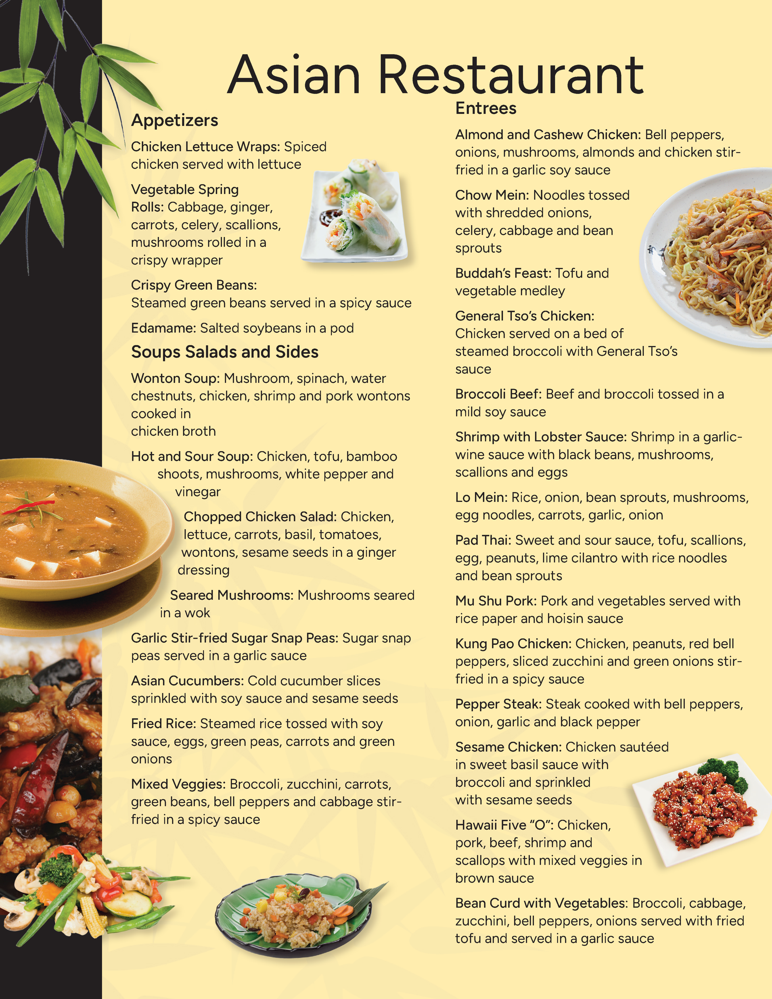 Asian Restaurant
Appetizers
Chicken Lettuce Wraps: Spiced
chicken served with lettuce
Vegetable Spring
Rolls: Cabbage, ginger,
carrots, celery, scallions,
mushrooms rolled in a
crispy wrapper
Crispy Green Beans:
Steamed green beans served in a spicy sauce
Edamame: Salted soybeans in a pod
Soups Salads and Sides
Wonton Soup: Mushroom, spinach, water
chestnuts, chicken, shrimp and pork wontons
cooked in
chicken broth
Hot and Sour Soup: Chicken, tofu, bamboo
shoots, mushrooms, white pepper and
vinegar
Chopped Chicken Salad: Chicken,
lettuce, carrots, basil, tomatoes,
wontons, sesame seeds in a ginger
dressing
Seared Mushrooms: Mushrooms seared
in a wok
Garlic Stir-fried Sugar Snap Peas: Sugar snap
peas served in a garlic sauce
Asian Cucumbers: Cold cucumber slices
sprinkled with soy sauce and sesame seeds
Fried Rice: Steamed rice tossed with soy
sauce, eggs, green peas, carrots and green
onions
Mixed Veggies: Broccoli, zucchini, carrots,
green beans, bell peppers and cabbage stir-
fried in a spicy sauce
Entrees
Almond and Cashew Chicken: Bell peppers,
onions, mushrooms, almonds and chicken stir-
fried in a garlic soy sauce
Chow Mein: Noodles tossed
with shredded onions,
celery, cabbage and bean
sprouts
Buddah’s Feast: Tofu and
vegetable medley
General Tso’s Chicken:
Chicken served on a bed of
steamed broccoli with General Tso’s
sauce
Broccoli Beef: Beef and broccoli tossed in a
mild soy sauce
Shrimp with Lobster Sauce: Shrimp in a garlic-
wine sauce with black beans, mushrooms,
scallions and eggs
Lo Mein: Rice, onion, bean sprouts, mushrooms,
egg noodles, carrots, garlic, onion
Pad Thai: Sweet and sour sauce, tofu, scallions,
egg, peanuts, lime cilantro with rice noodles
and bean sprouts
Mu Shu Pork: Pork and vegetables served with
rice paper and hoisin sauce
Kung Pao Chicken: Chicken, peanuts, red bell
peppers, sliced zucchini and green onions stir-
fried in a spicy sauce
Pepper Steak: Steak cooked with bell peppers,
onion, garlic and black pepper
Sesame Chicken: Chicken sautéed
in sweet basil sauce with
broccoli and sprinkled
with sesame seeds
Hawaii Five “O”: Chicken,
pork, beef, shrimp and
scallops with mixed veggies in
brown sauce
Bean Curd with Vegetables: Broccoli, cabbage,
zucchini, bell peppers, onions served with fried
tofu and served in a garlic sauce